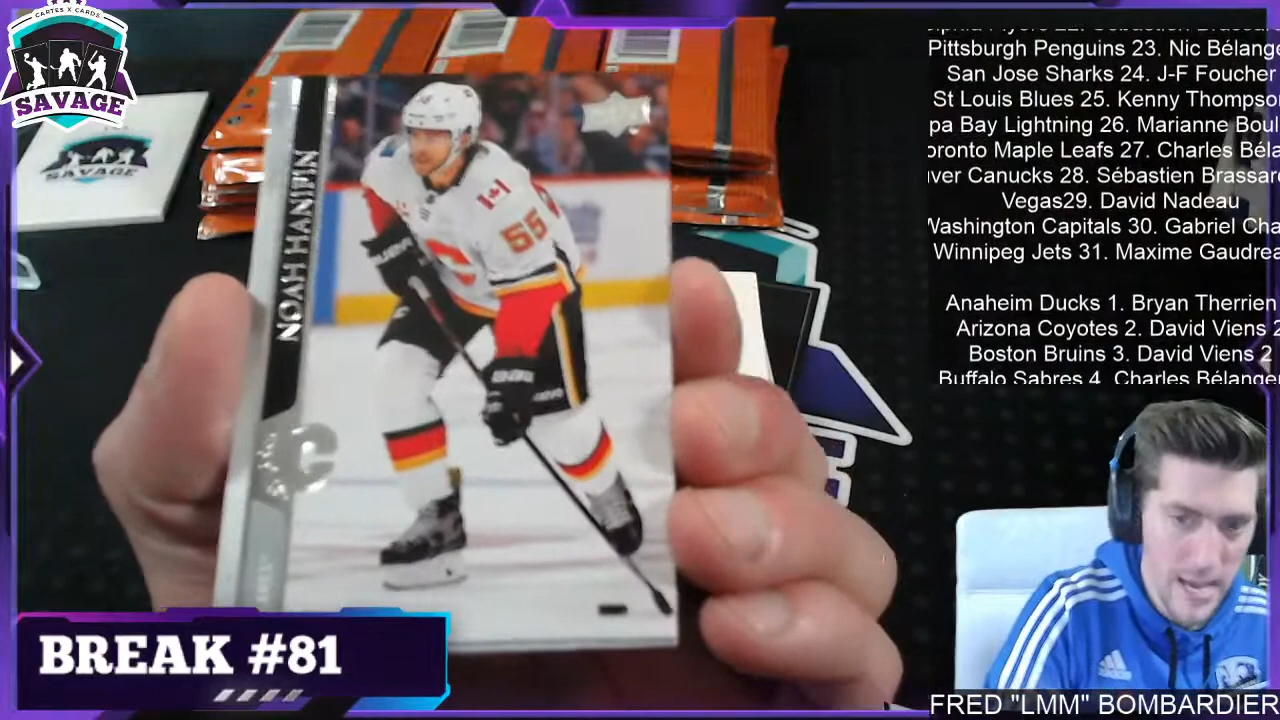 CARTES X CARDS
SAVAGE
SAVAGE
NOAH HANIFIN
55
C
BREAK #81
Pittsburgh Penguins 23. Nic Bélang
San Jose Sharks 24. J-F Foucher
St Louis Blues 25. Kenny Thompso
pa Bay Lightning 26. Marianne Boul
oronto Maple Leafs 27. Charles Béla
uver Canucks 28. Sébastien Brassar
Vegas29. David Nadeau
Washington Capitals 30. Gabriel Cha
Winnipeg Jets 31. Maxime Gaudrea
Anaheim Ducks 1. Bryan Therrien
Arizona Coyotes 2. David Viens 2
Boston Bruins 3. David Viens 2
Buffalo Sabres 4. Charles Bélanger
adidas
FRED "LMM" BOMBARDIER